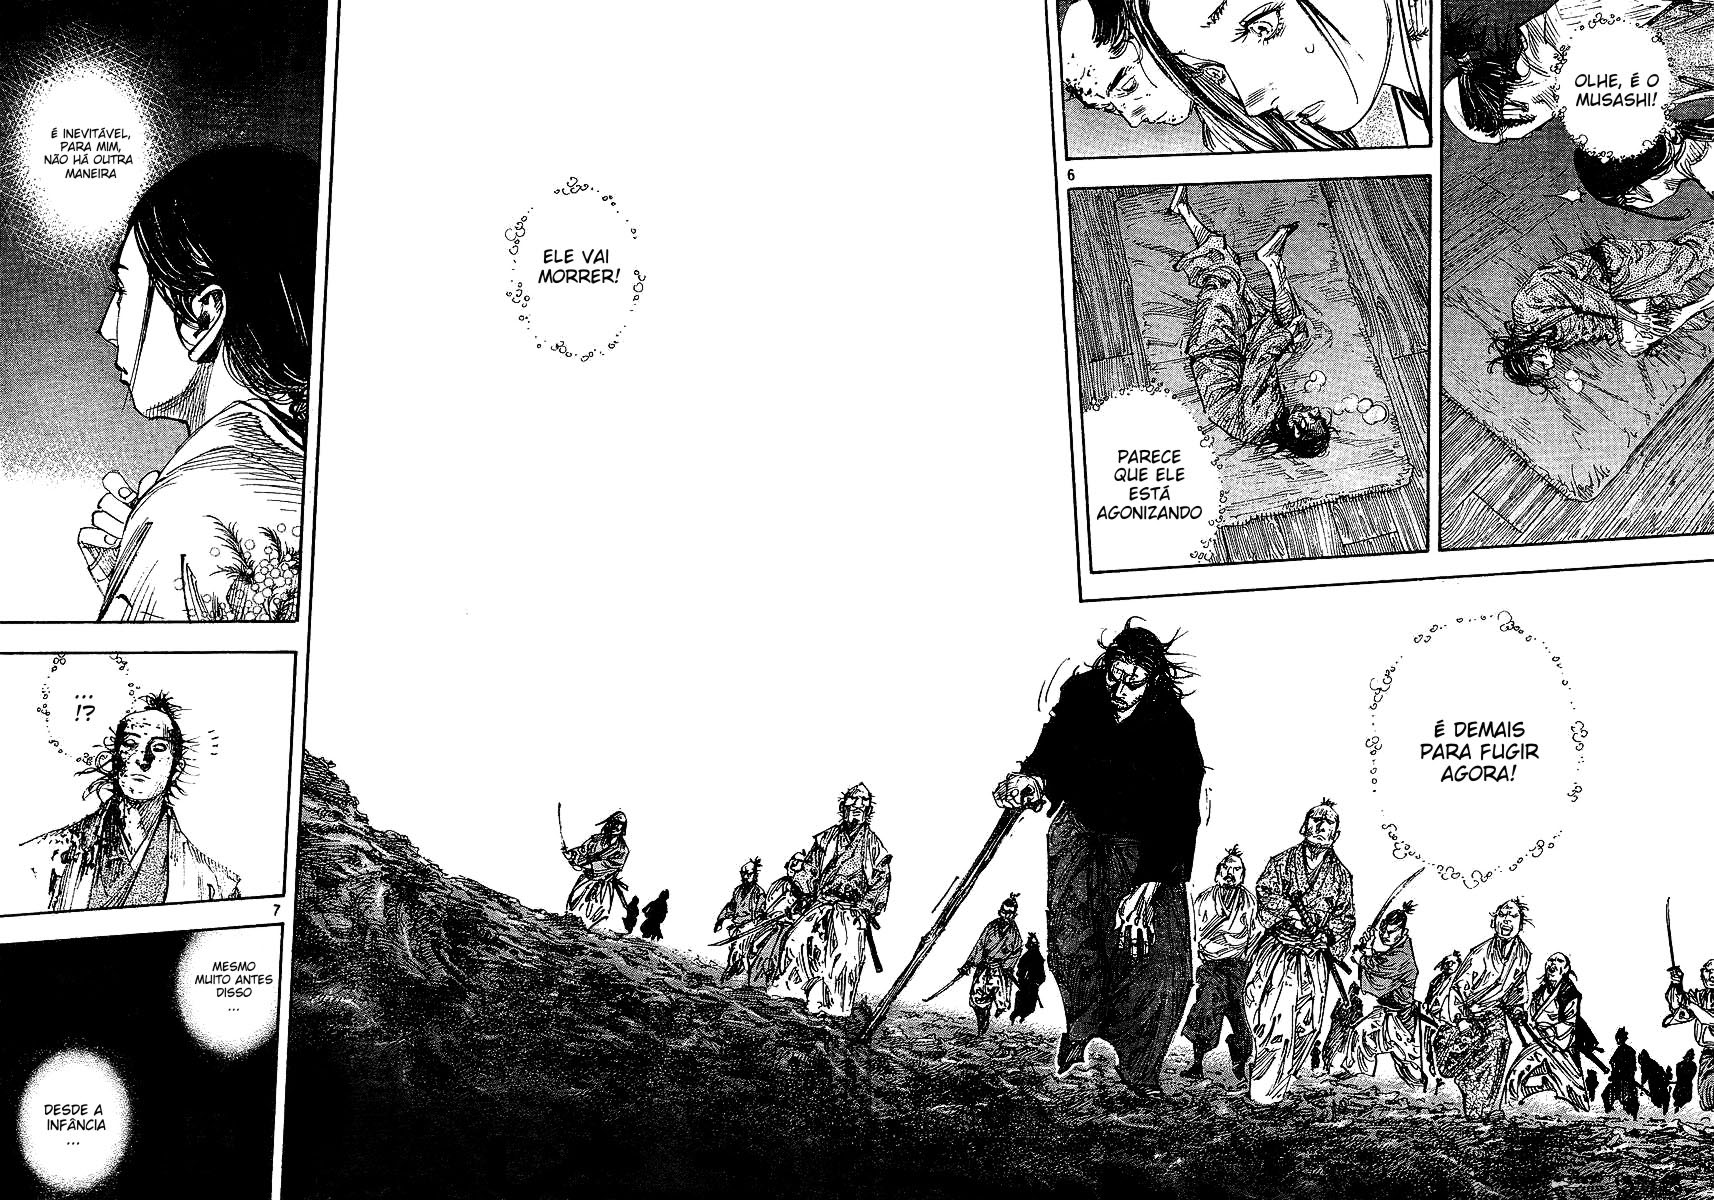 OLHE, É O
MUSASHI!
6
PARECE
QUE ELE
ESTÁ
AGONIZANDO
É DEMAIS
PARA FUGIR
AGORA!
ELE VAI
MORRER!
É INEVITÁVEL,
PARA MIM,
NÃO HÁ OUTRA
MANEIRA
...
!?
7
MESMO
MUITO ANTES
DISSO
...
DESDE A
INFÂNCIA
...